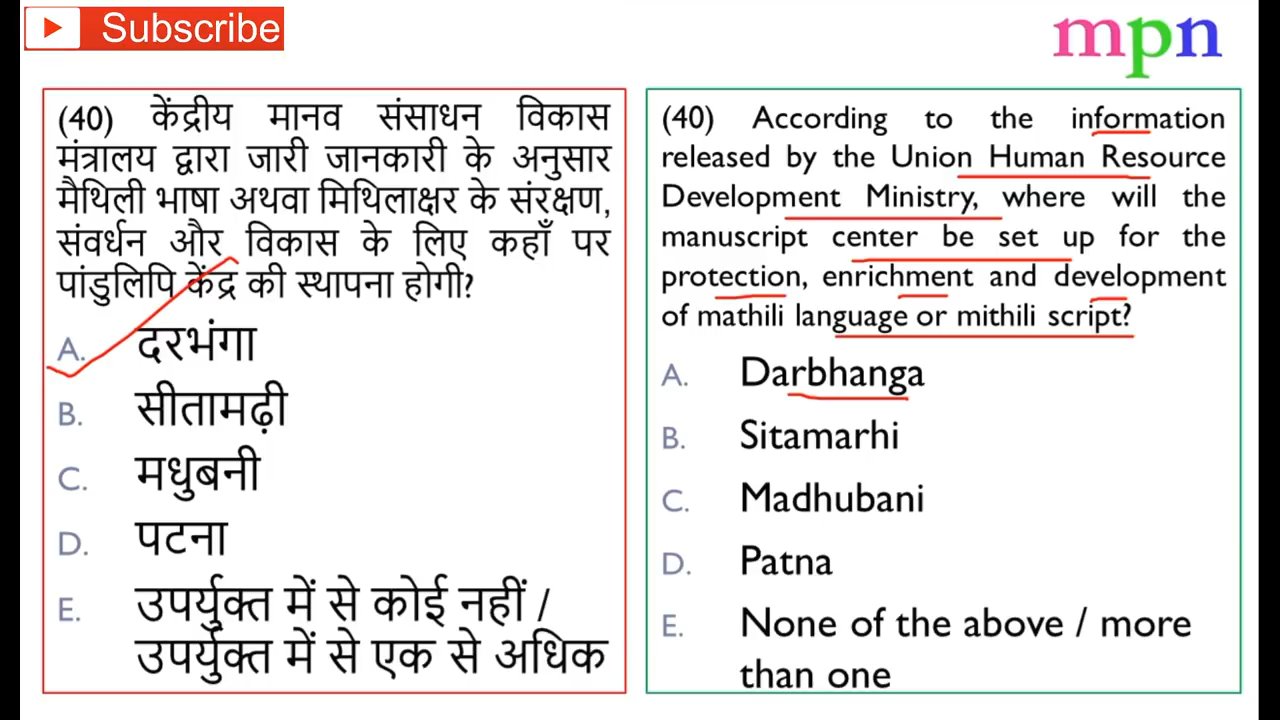 Subscribe
mpn
(40) केंद्रीय मानव संसाधन विकास
मंत्रालय द्वारा जारी जानकारी के अनुसार
मैथिली भाषा अथवा मिथिलाक्षर के संरक्षण,
संवर्धन और विकास के लिए कहाँ पर
पांडुलिपि केंद्र की स्थापना होगी?
A. दरभंगा
B. सीतामढ़ी
C. मधुबनी
D. पटना
E. उपर्युक्त में से कोई नहीं /
उपर्युक्त में से एक से अधिक
(40) According to the information
released by the Union Human Resource
Development Ministry, where will the
manuscript center be set up for the
protection, enrichment and development
of mathili language or mithili script?
A. Darbhanga
B. Sitamarhi
C. Madhubani
D. Patna
E. None of the above / more
than one